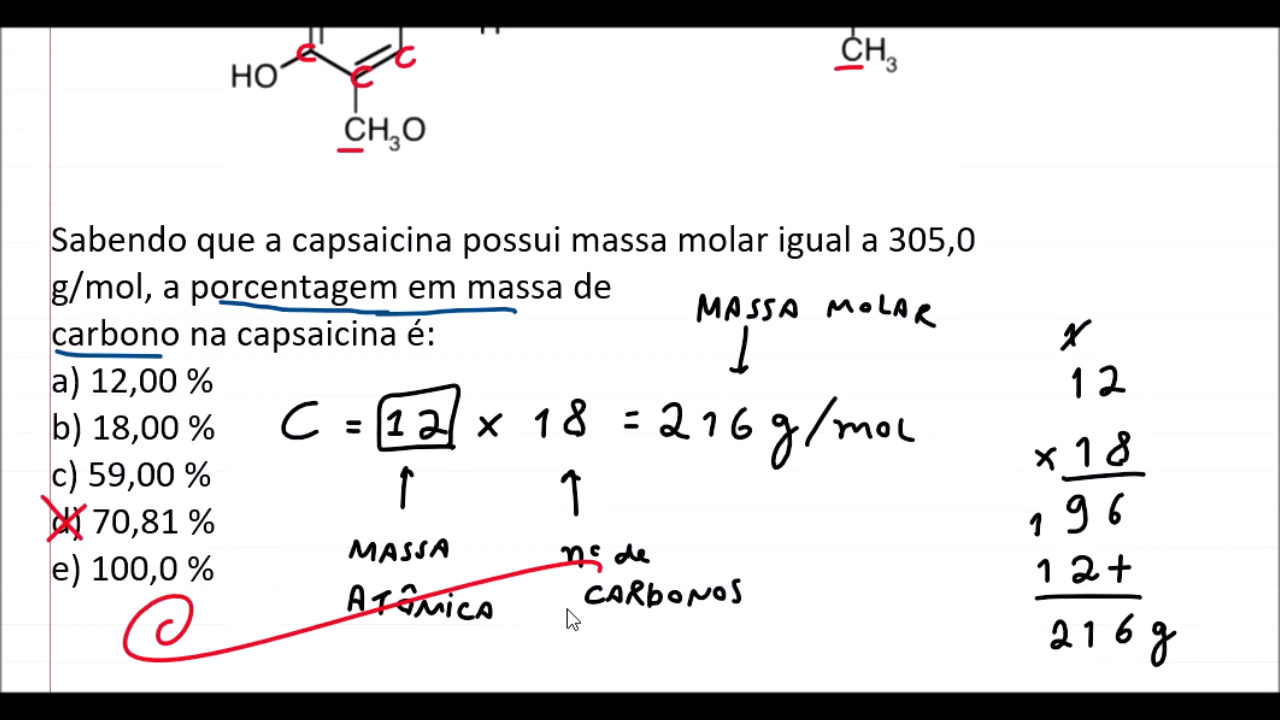 H
C C
C
HO
CH₃
CH₃O
Sabendo que a capsaicina possui massa molar igual a 305,0
g/mol, a porcentagem em massa de
carbono na capsaicina é:
a) 12,00 %
b) 18,00 %
c) 59,00 %
d) 70,81 %
e) 100,0 %
MASSA MOLAR
C = 12 x 18 = 216 g/mol
MASSA
ATÔMICA
nº de
CARBONOS
1
12
x 18
196
12+
216 g